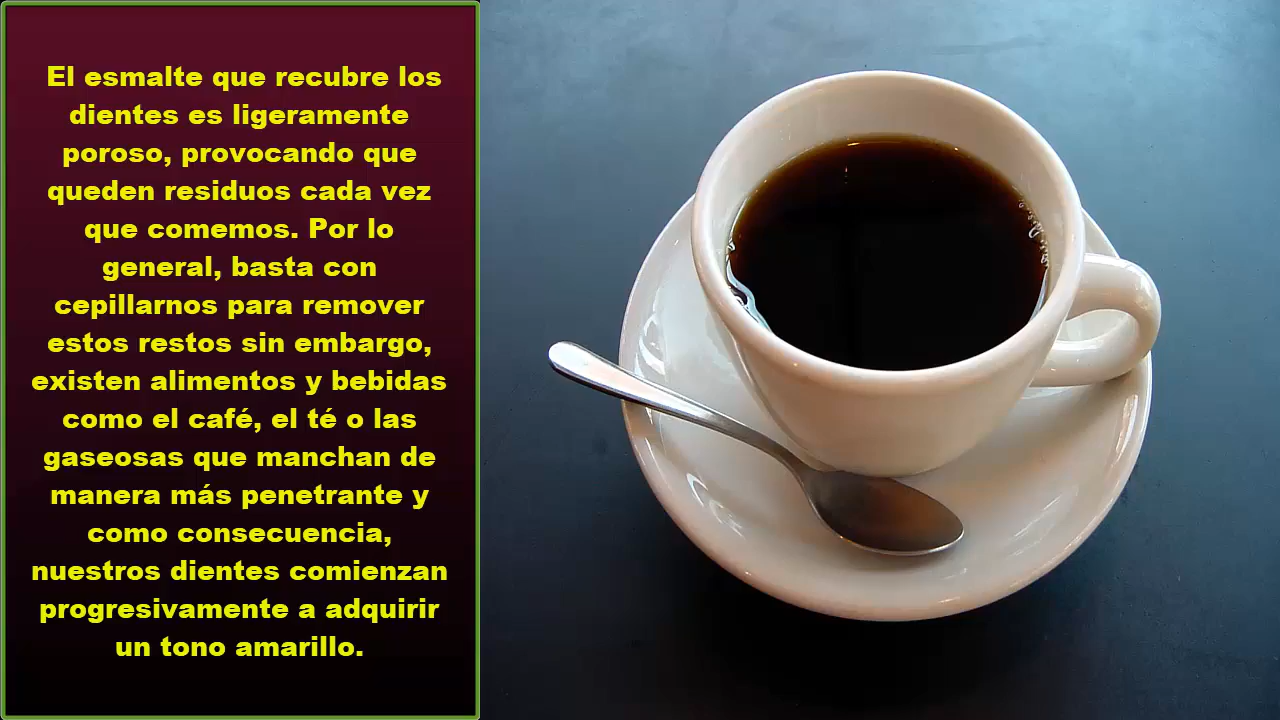 El esmalte que recubre los
dientes es ligeramente
poroso, provocando que
queden residuos cada vez
que comemos. Por lo
general, basta con
cepillarnos para remover
estos restos sin embargo,
existen alimentos y bebidas
como el café, el té o las
gaseosas que manchan de
manera más penetrante y
como consecuencia,
nuestros dientes comienzan
progresivamente a adquirir
un tono amarillo.